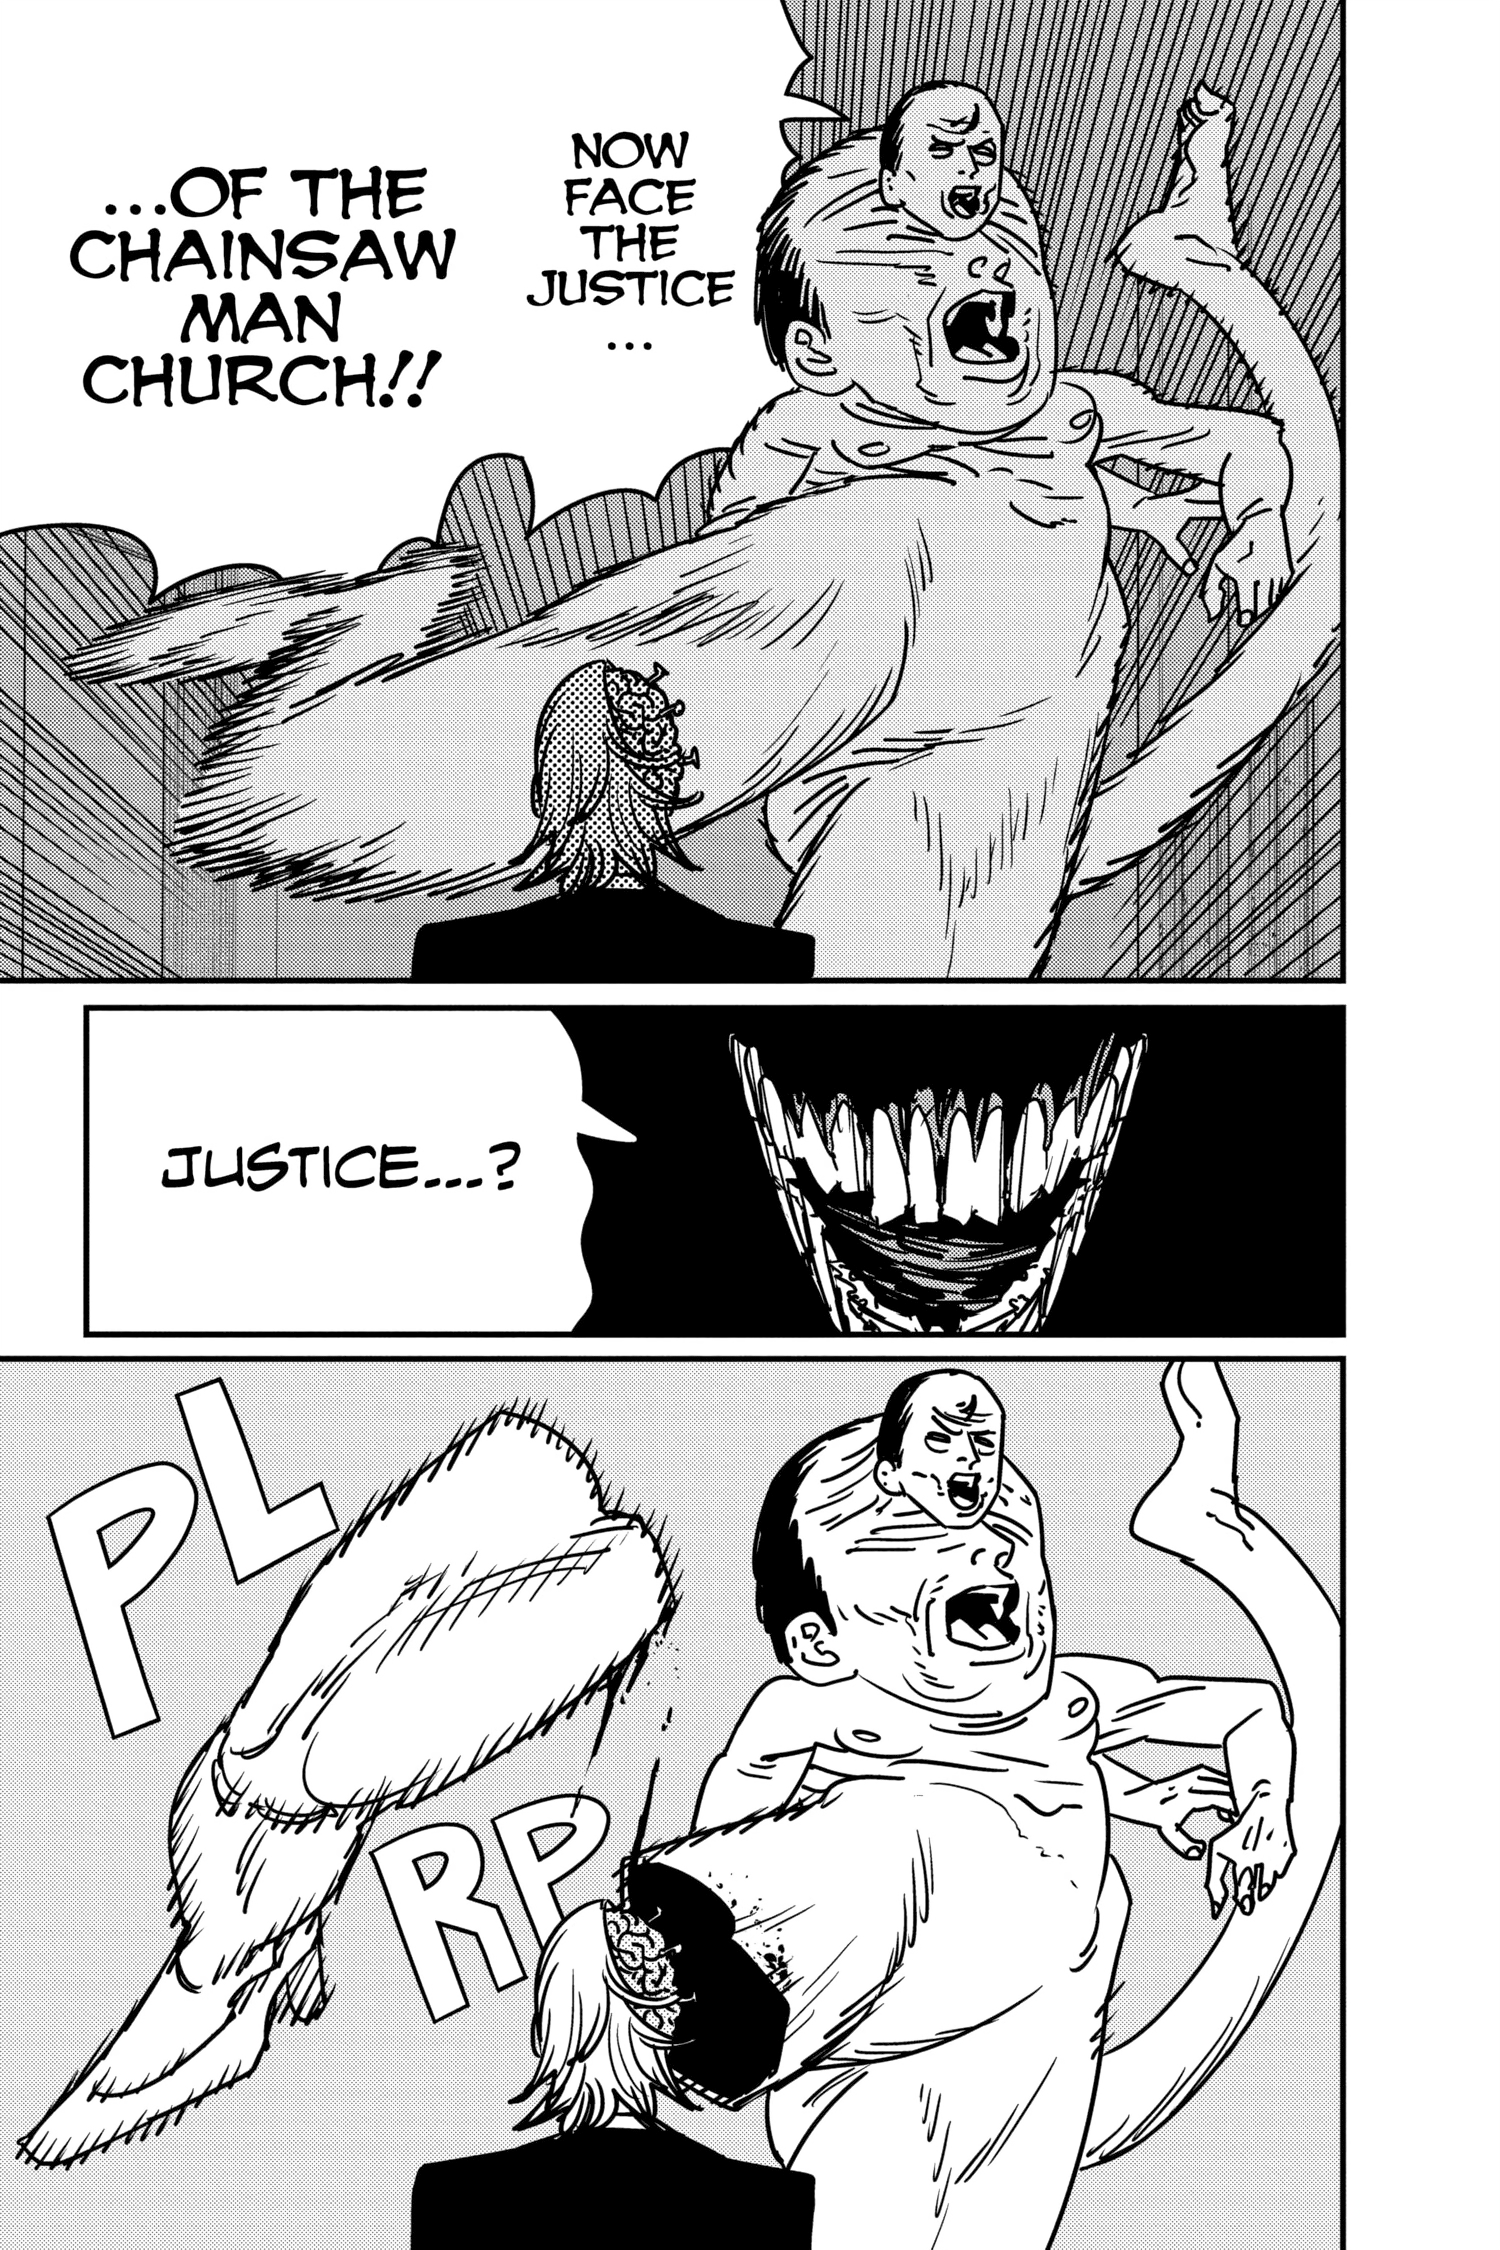 NOW
FACE
THE
JUSTICE
...
...OF THE
CHAINSAW
MAN
CHURCH!!
JUSTICE...?
PL
RP